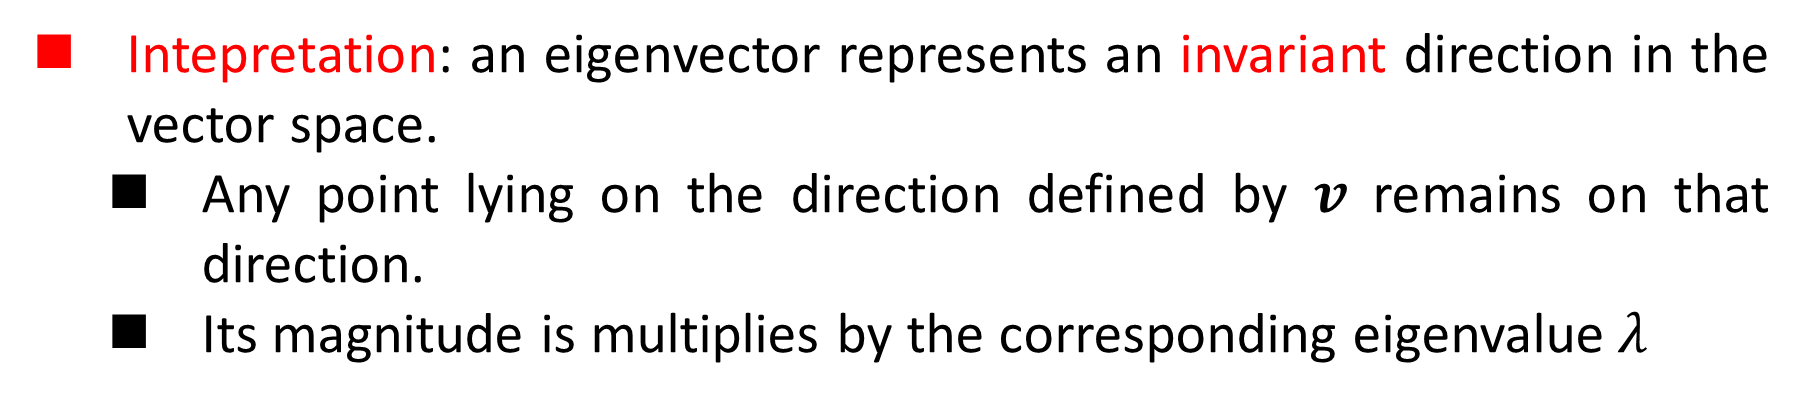 Intepretation: an eigenvector represents an invariant direction in the
vector space.
Any point lying on the direction defined by 𝒗 remains on that
direction.
Its magnitude is multiplies by the corresponding eigenvalue 𝜆